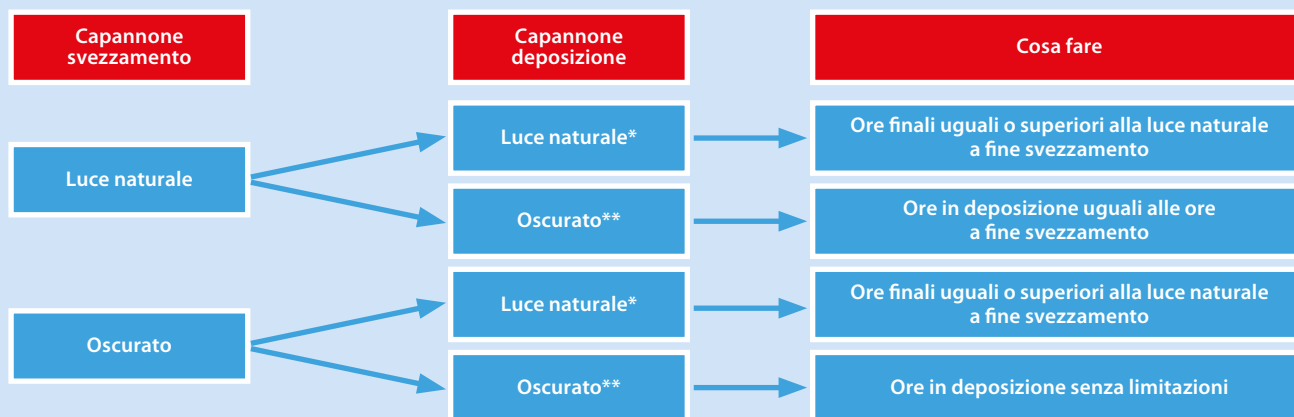 Capannone
svezzamento
Capannone
deposizione
Cosa fare
Luce naturale
Luce naturale*
Ore finali uguali o superiori alla luce naturale
a fine svezzamento
Oscurato**
Ore in deposizione uguali alle ore
a fine svezzamento
Oscurato
Luce naturale*
Ore finali uguali o superiori alla luce naturale
a fine svezzamento
Oscurato**
Ore in deposizione senza limitazioni